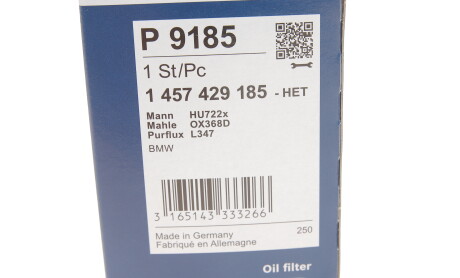 P 9185
1 St/Pc
1 457 429 185 - HET
Mann HU722x
Mahle OX368D
Purflux L347
BMW
3 165143 333266
Made in Germany 250
Fabriqué en Allemagne
Oil filter